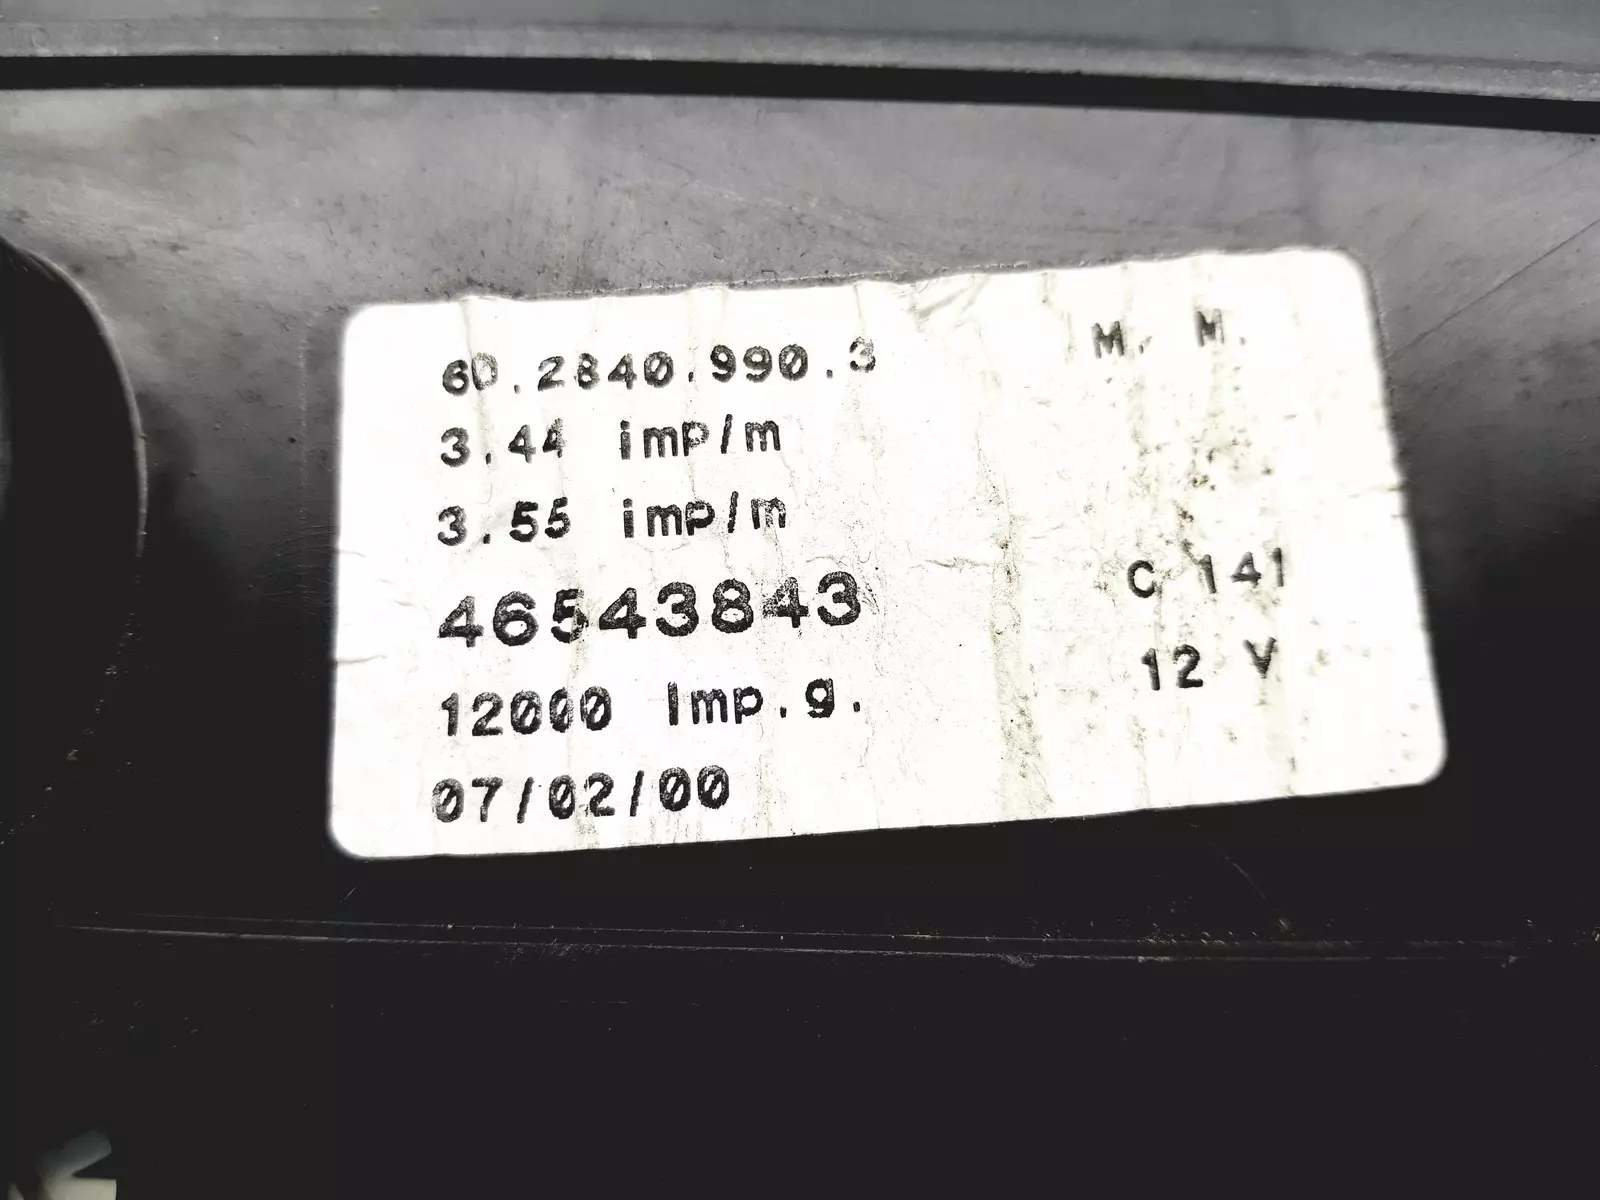 60.2840.990.3 M. M.
3.44 imp/m
3.55 imp/m
46543843 C 141
12000 Imp.g. 12 V
07/02/00